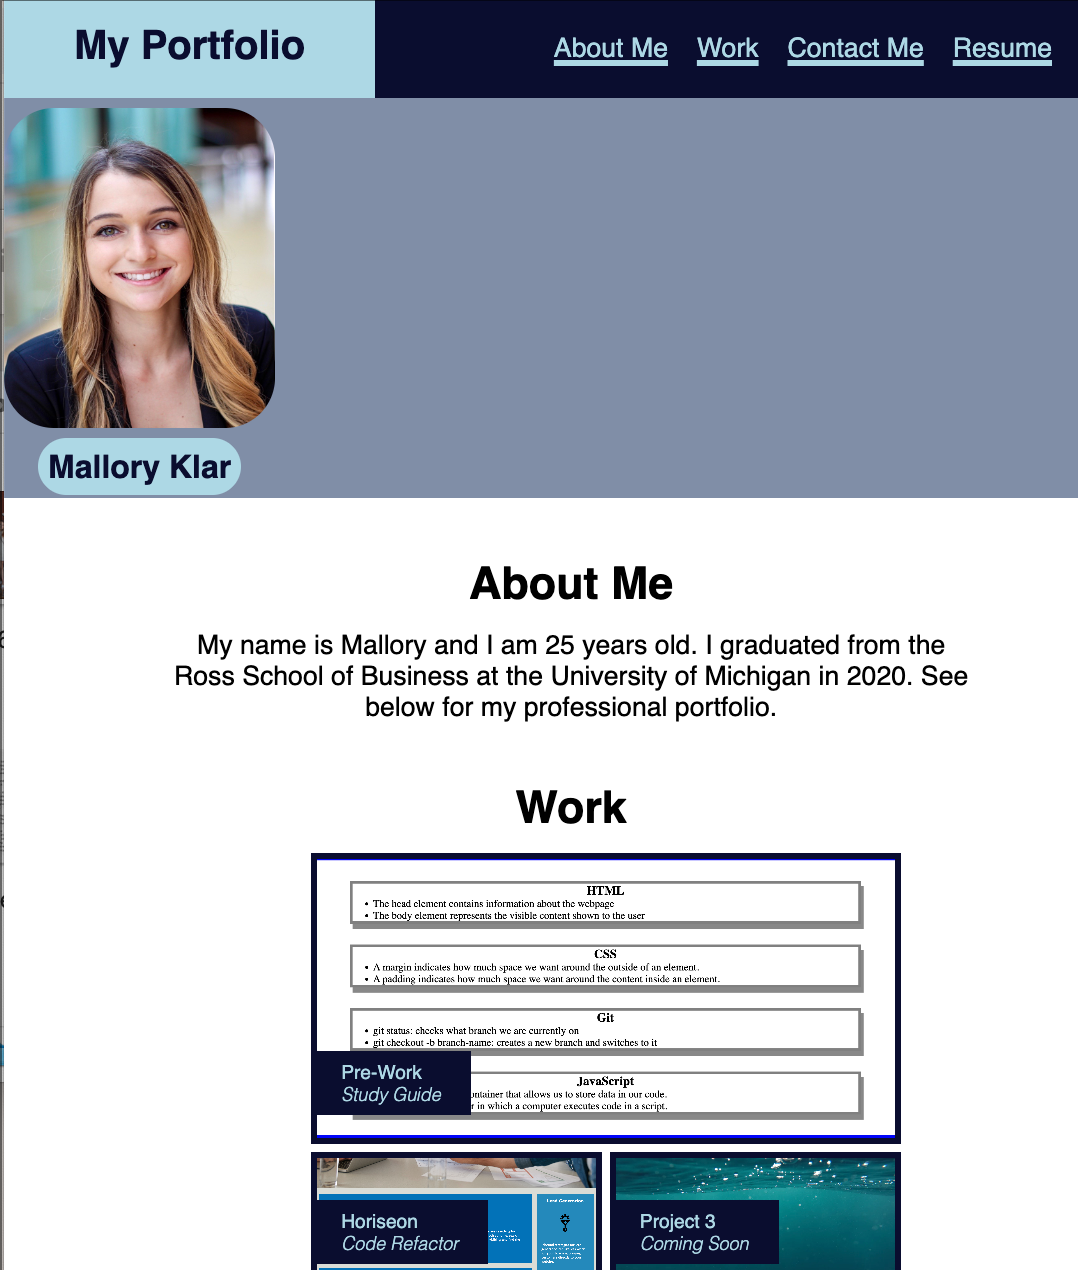 My Portfolio
About Me Work Contact Me Resume
Mallory Klar
About Me
My name is Mallory and I am 25 years old. I graduated from the
Ross School of Business at the University of Michigan in 2020. See
below for my professional portfolio.
Work
HTML
• The head element contains information about the webpage
• The body element represents the visible content shown to the user
CSS
• A margin indicates how much space we want around the outside of an element.
• A padding indicates how much space we want around the content inside an element.
Git
• git status: checks what branch we are currently on
• git checkout -b branch-name: creates a new branch and switches to it
JavaScript
ontainer that allows us to store data in our code.
r in which a computer executes code in a script.
Pre-Work
Study Guide
Lead Generation
Horiseon
Code Refactor
Project 3
Coming Soon